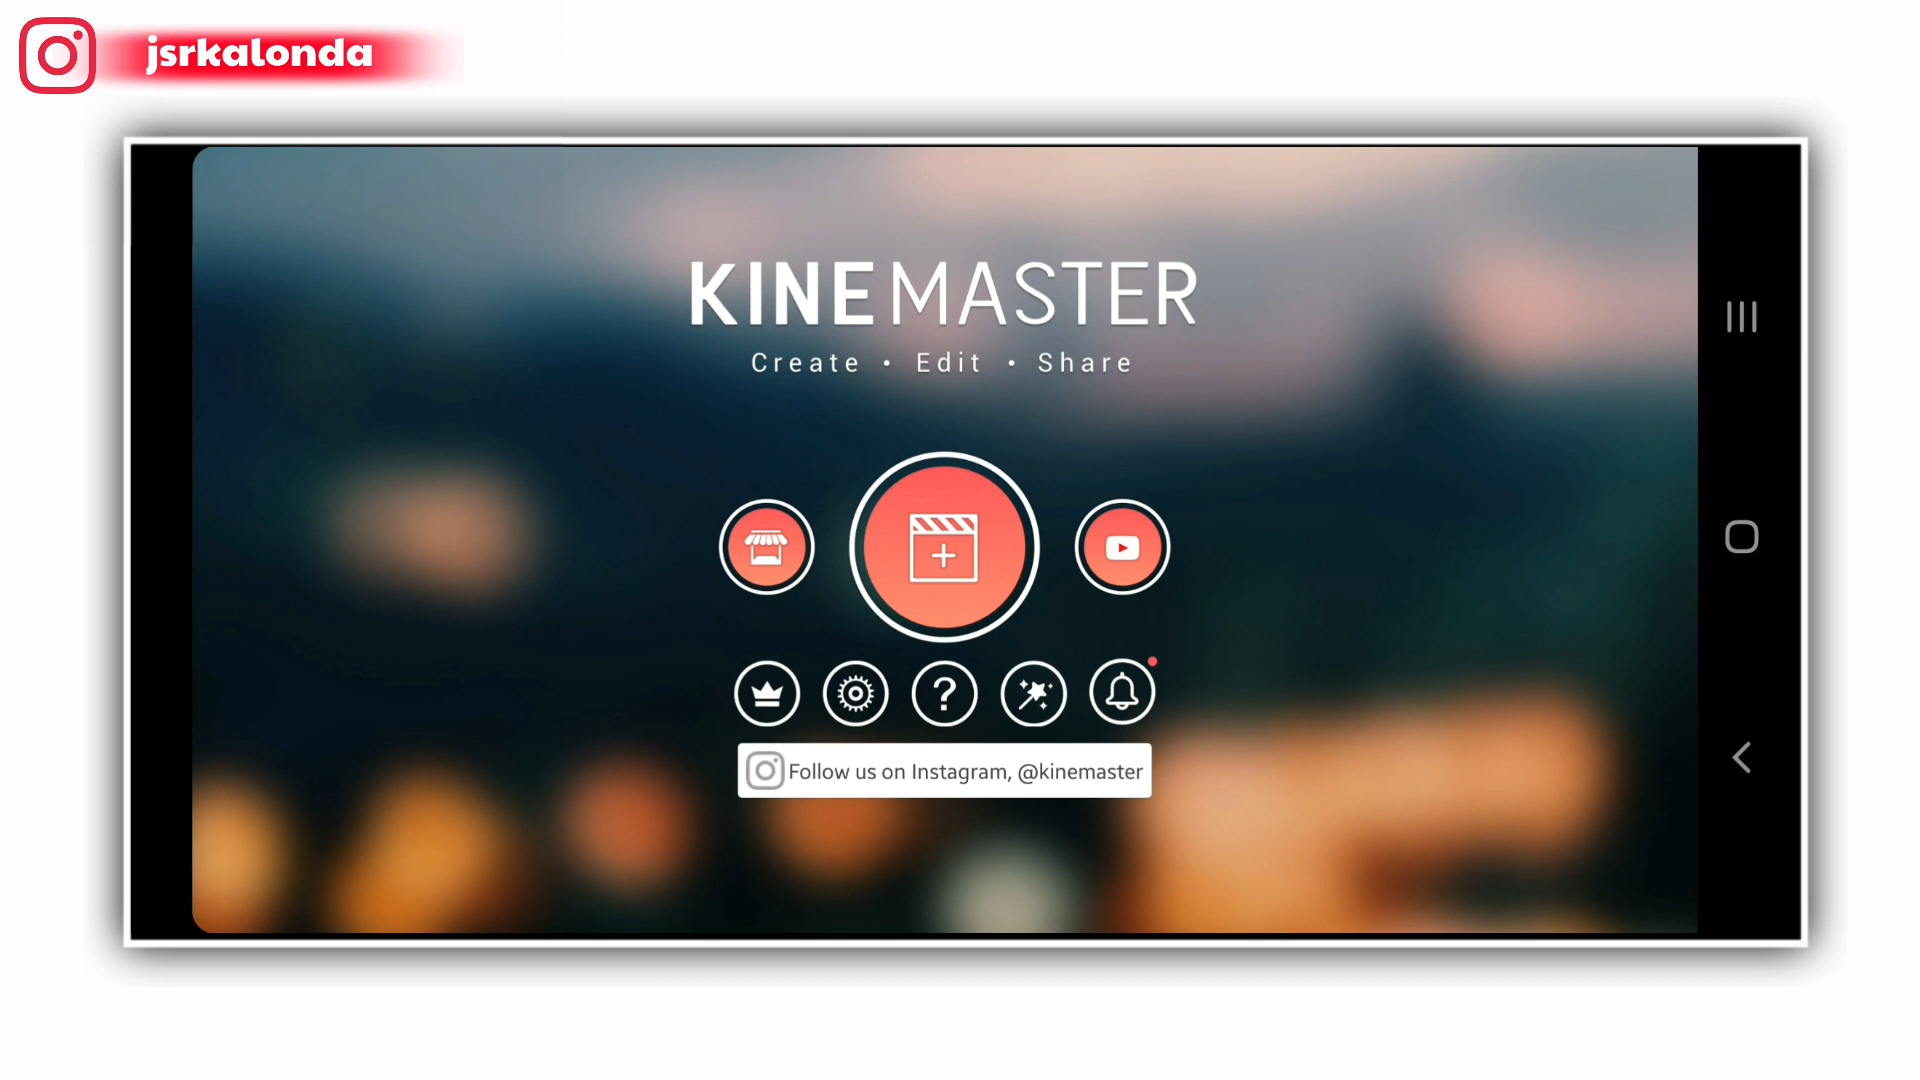 jsrkalonda
KINEMASTER
Create • Edit • Share
?
Follow us on Instagram, @kinemaster